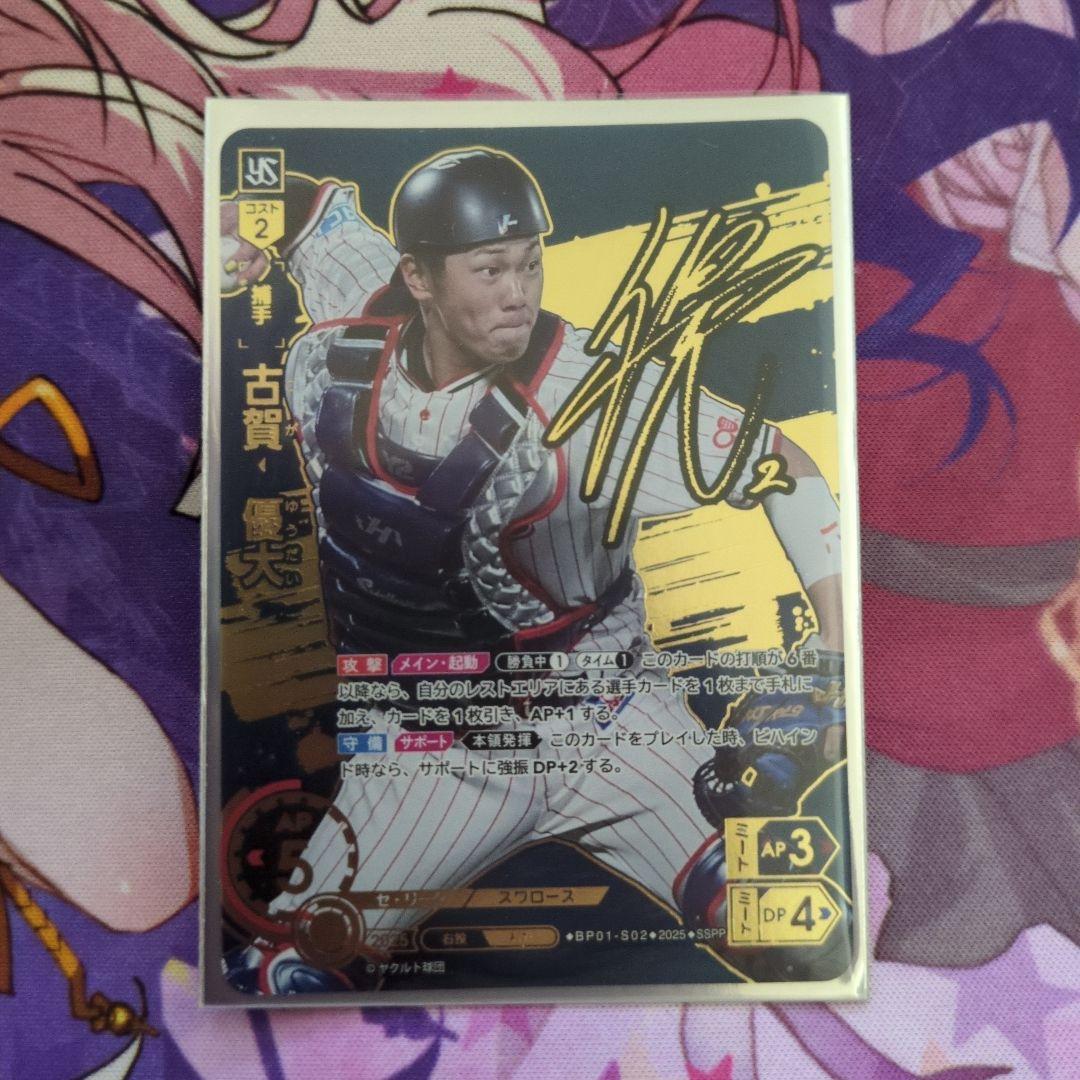 YS
コスト
2
捕手
古賀
が
優大
ゆうだい
2
攻撃 メイン・起動 勝負中1 タイム1 このカードの打順が6番
以降なら、自分のレストエリアにある選手カードを1枚まで手札に
加え、カードを1枚引き、AP+1する。
守備 サポート 本領発揮 このカードをプレイした時、ビハイン
ド時なら、サポートに強振DP+2する。
AP
5
ミート AP 3
ミート DP 4
セ・リーグ スワローズ
2025 右投 ◆BP01-S02◆2025◆SSPP
© ヤクルト球団